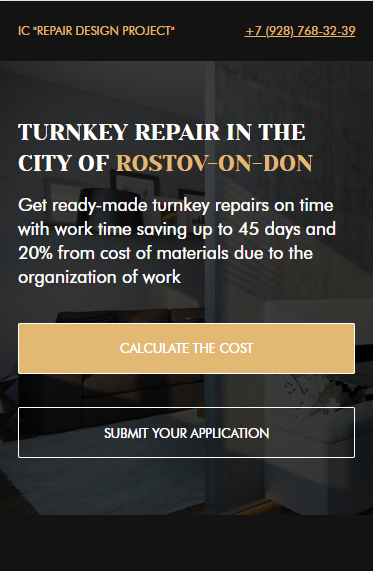 IC "REPAIR DESIGN PROJECT"
+7 (928) 768-32-39
TURNKEY REPAIR IN THE
CITY OF ROSTOV-ON-DON
Get ready-made turnkey repairs on time
with work time saving up to 45 days and
20% from cost of materials due to the
organization of work
CALCULATE THE COST
SUBMIT YOUR APPLICATION